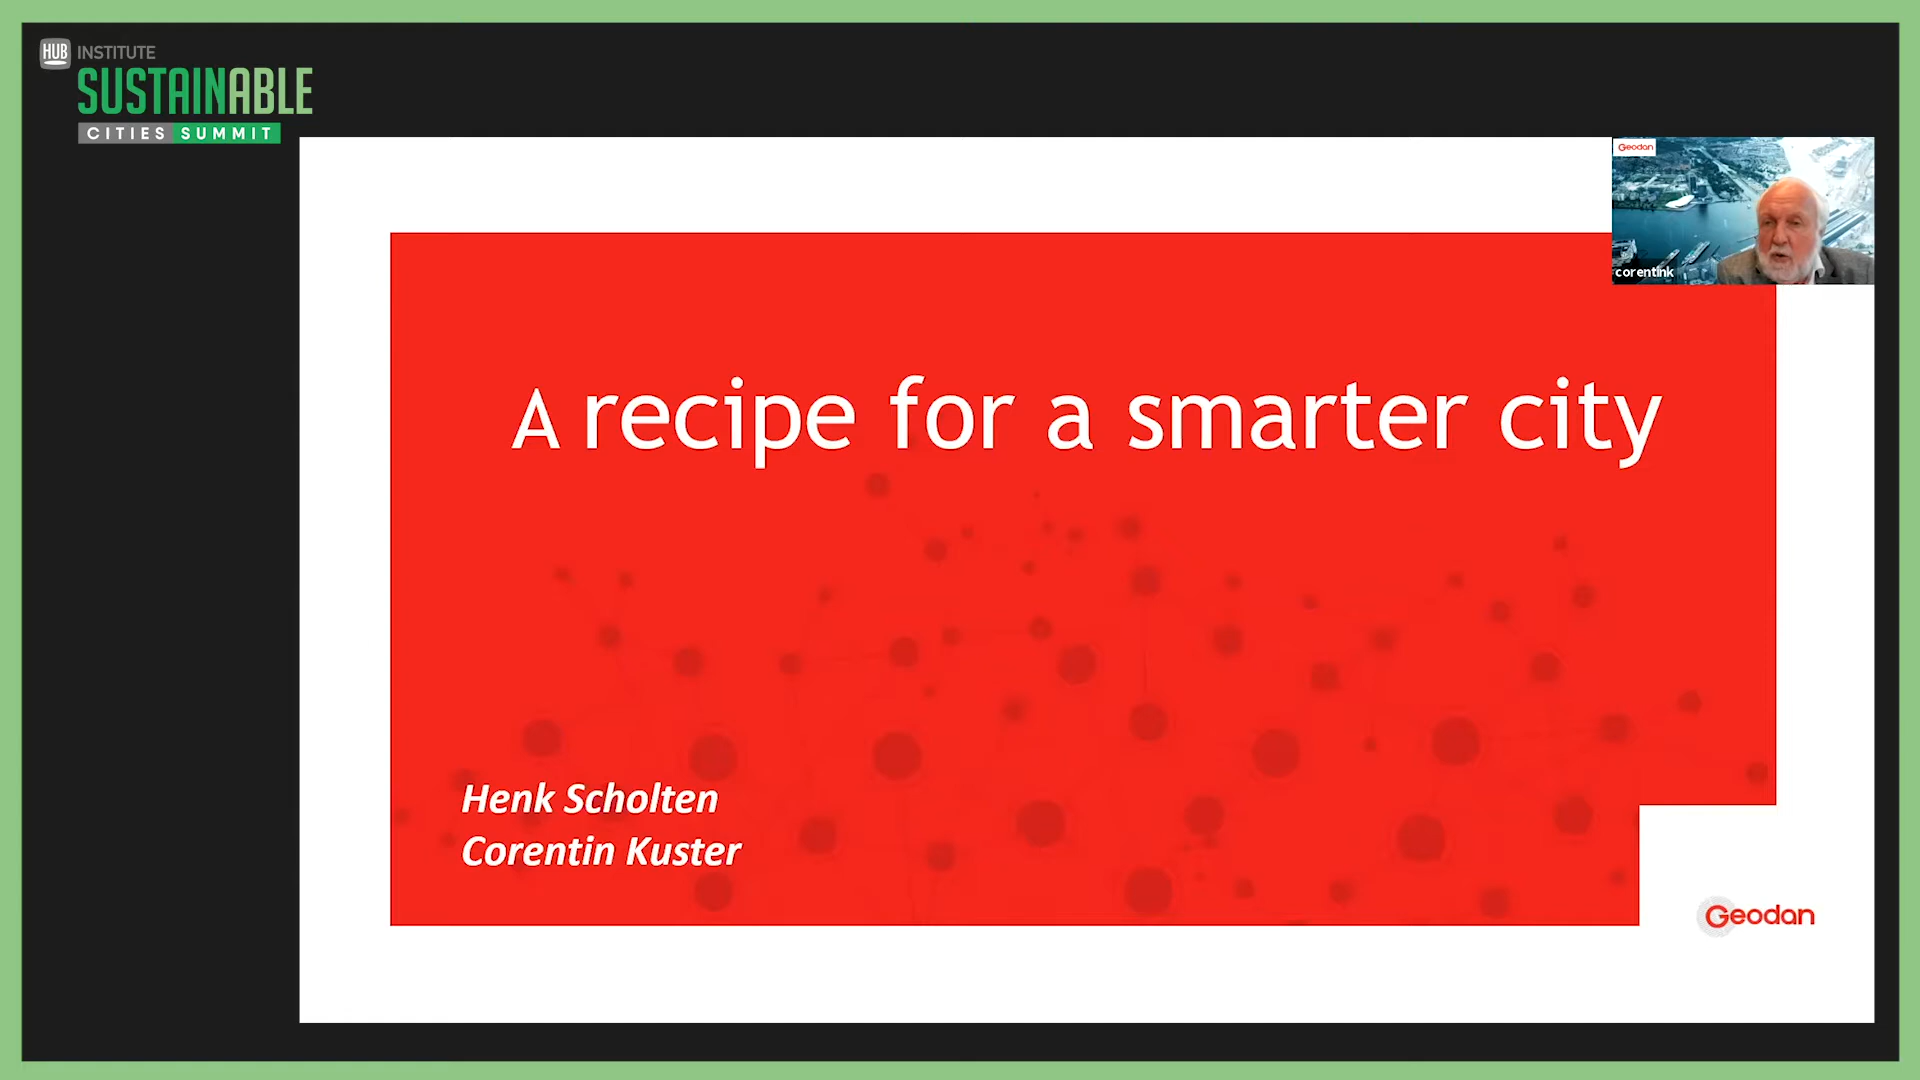 HUB INSTITUTE
SUSTAINABLE
CITIES SUMMIT
Geodan
corentink
A recipe for a smarter city
Henk Scholten
Corentin Kuster
Geodan